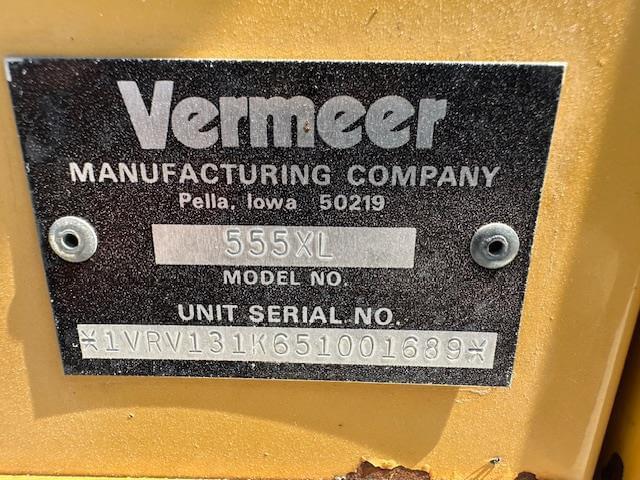 Vermeer
MANUFACTURING COMPANY
Pella, Iowa 50219
555XL
MODEL NO.
UNIT SERIAL NO.
*1VRV131K651001689*